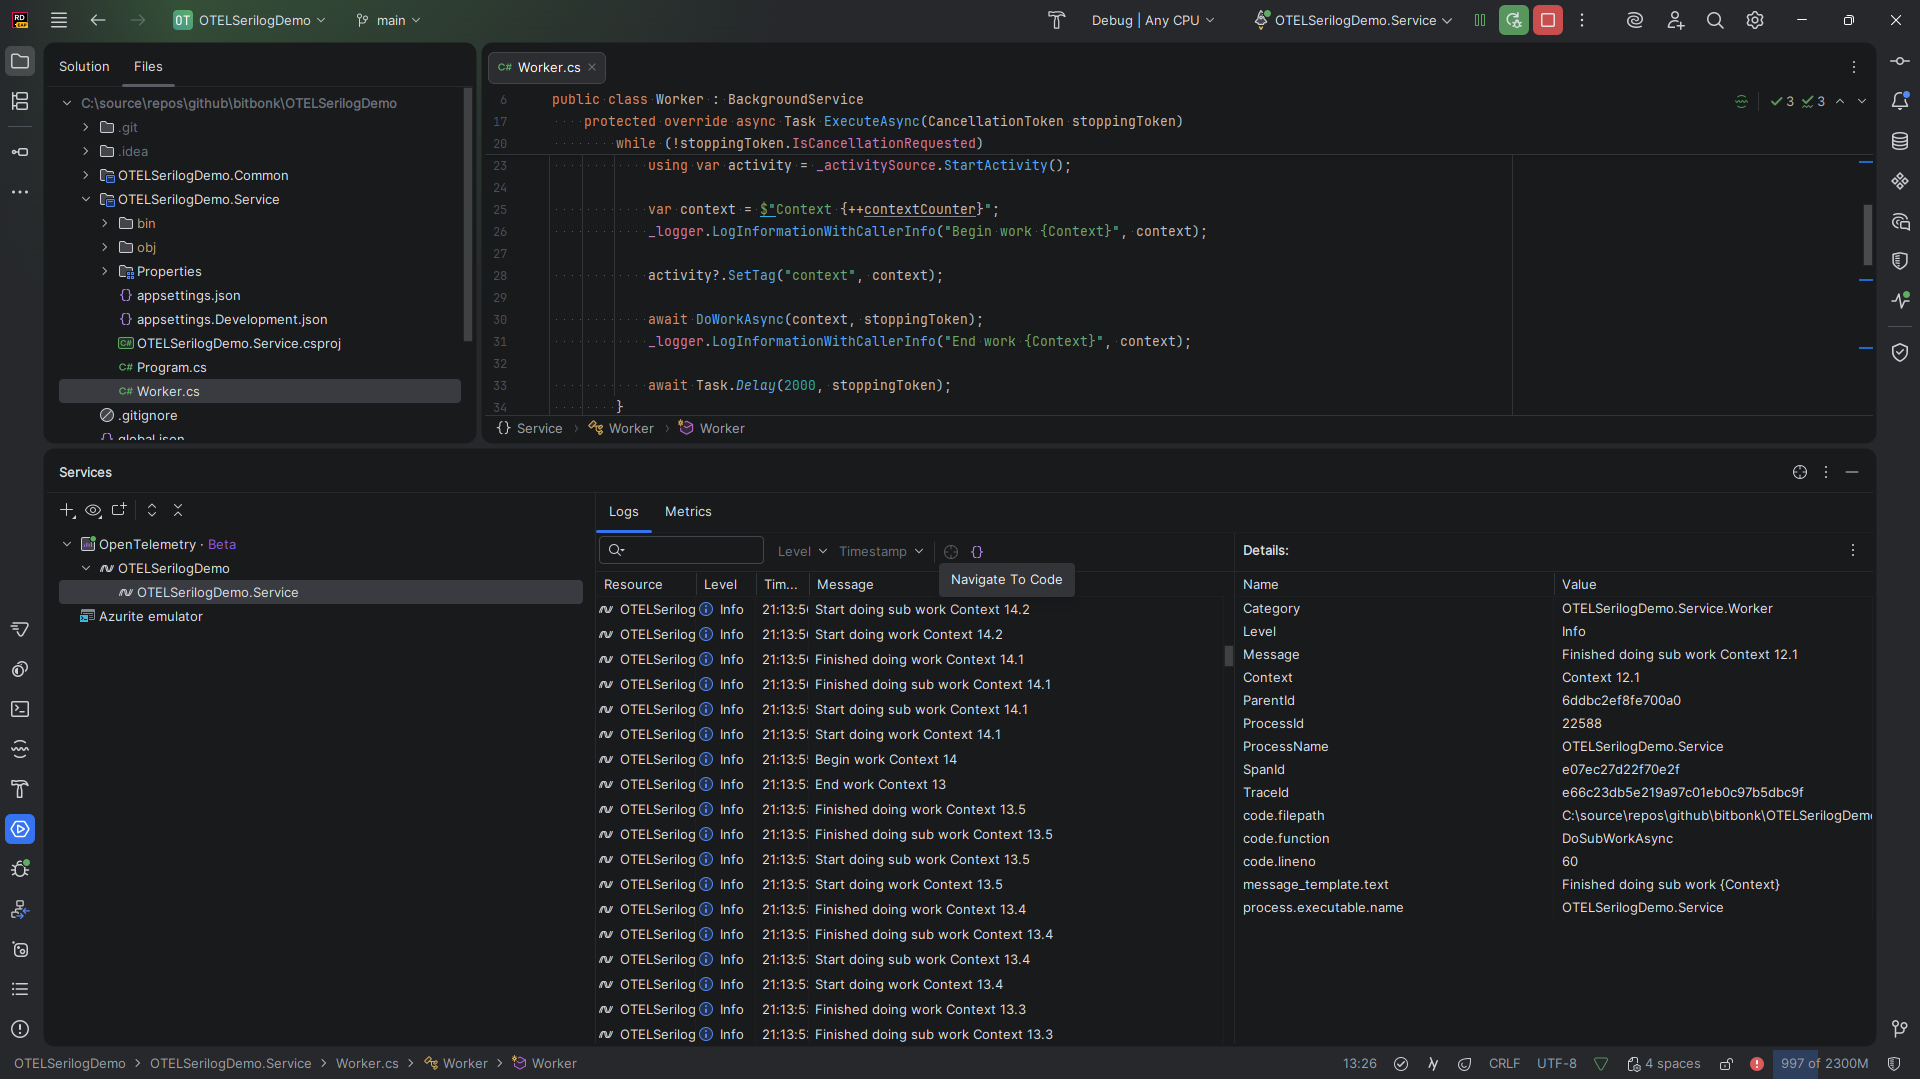 RD
EAP
OT OTELSerilogDemo
main
Debug | Any CPU
OTELSerilogDemo.Service
Solution
Files
C:\source\repos\github\bitbonk\OTELSerilogDemo
.git
.idea
OTELSerilogDemo.Common
OTELSerilogDemo.Service
bin
obj
Properties
appsettings.json
appsettings.Development.json
OTELSerilogDemo.Service.csproj
C# Program.cs
C# Worker.cs
.gitignore
global.json
C# Worker.cs
3 3
6 public class Worker : BackgroundService
17 protected override async Task ExecuteAsync(CancellationToken stoppingToken)
20 while (!stoppingToken.IsCancellationRequested)
23 using var activity = _activitySource.StartActivity();
24
25 var context = $"Context {++contextCounter}";
26 _logger.LogInformationWithCallerInfo("Begin work {Context}", context);
27
28 activity?.SetTag("context", context);
29
30 await DoWorkAsync(context, stoppingToken);
31 _logger.LogInformationWithCallerInfo("End work {Context}", context);
32
33 await Task.Delay(2000, stoppingToken);
34 }
{} Service > Worker > Worker
Services
OpenTelemetry · Beta
OTELSerilogDemo
OTELSerilogDemo.Service
Azurite emulator
Logs
Metrics
Level
Timestamp
{}
Navigate To Code
Resource Level Tim... Message
OTELSerilog Info 21:13:5 Start doing sub work Context 14.2
OTELSerilog Info 21:13:5 Start doing work Context 14.2
OTELSerilog Info 21:13:5 Finished doing work Context 14.1
OTELSerilog Info 21:13:5 Finished doing sub work Context 14.1
OTELSerilog Info 21:13:5 Start doing sub work Context 14.1
OTELSerilog Info 21:13:5 Start doing work Context 14.1
OTELSerilog Info 21:13:5 Begin work Context 14
OTELSerilog Info 21:13:5 End work Context 13
OTELSerilog Info 21:13:5 Finished doing work Context 13.5
OTELSerilog Info 21:13:5 Finished doing sub work Context 13.5
OTELSerilog Info 21:13:5 Start doing sub work Context 13.5
OTELSerilog Info 21:13:5 Start doing work Context 13.5
OTELSerilog Info 21:13:5 Finished doing work Context 13.4
OTELSerilog Info 21:13:5 Finished doing sub work Context 13.4
OTELSerilog Info 21:13:5 Start doing sub work Context 13.4
OTELSerilog Info 21:13:5 Start doing work Context 13.4
OTELSerilog Info 21:13:5 Finished doing work Context 13.3
OTELSerilog Info 21:13:5 Finished doing sub work Context 13.3
Details:
Name Value
Category OTELSerilogDemo.Service.Worker
Level Info
Message Finished doing sub work Context 12.1
Context Context 12.1
ParentId 6ddbc2ef8fe700a0
ProcessId 22588
ProcessName OTELSerilogDemo.Service
SpanId e07ec27d22f70e2f
TraceId e66c23db5e219a97c01eb0c97b5dbc9f
code.filepath C:\source\repos\github\bitbonk\OTELSerilogDem
code.function DoSubWorkAsync
code.lineno 60
message_template.text Finished doing sub work {Context}
process.executable.name OTELSerilogDemo.Service
OTELSerilogDemo > OTELSerilogDemo.Service > Worker.cs > Worker > Worker
13:26
CRLF
UTF-8
4 spaces
997 of 2300M